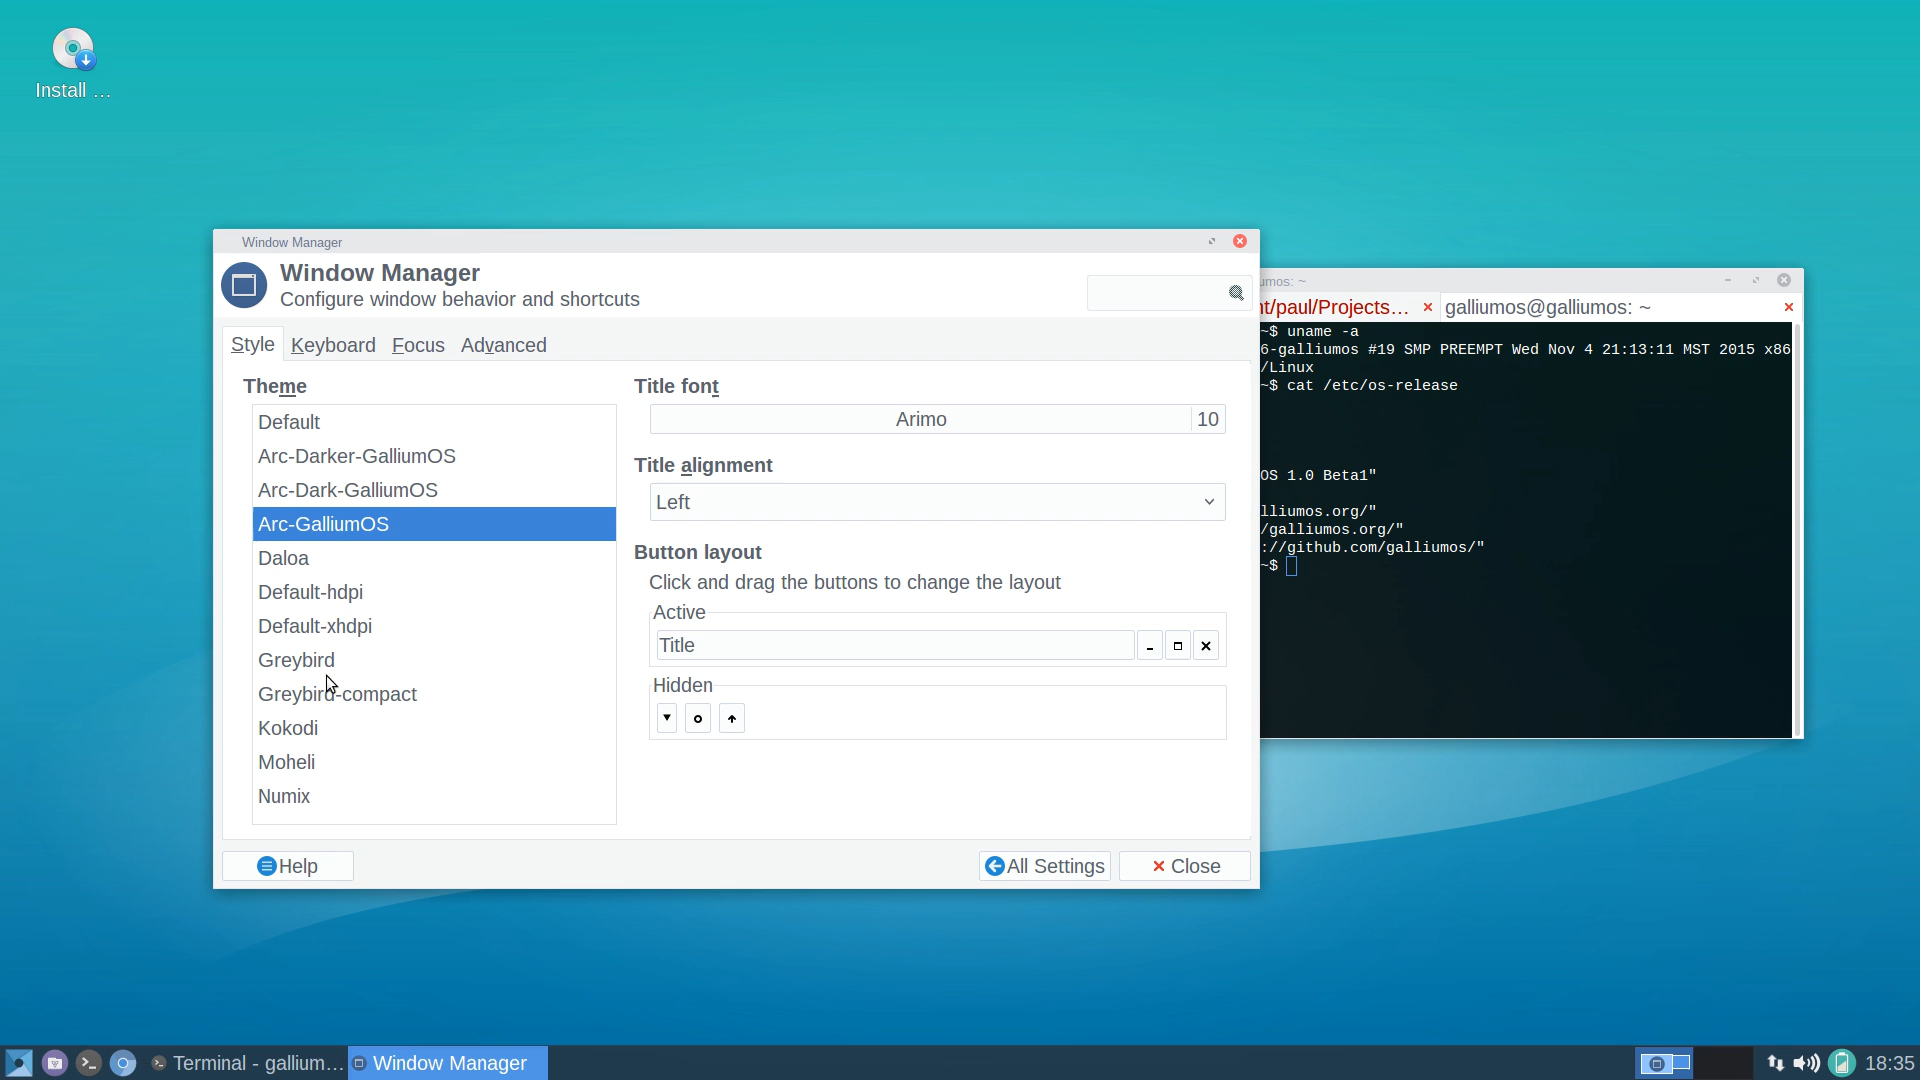 Install ...
Window Manager
Window Manager
Configure window behavior and shortcuts
Style Keyboard Focus Advanced
Theme
Default
Arc-Darker-GalliumOS
Arc-Dark-GalliumOS
Arc-GalliumOS
Daloa
Default-hdpi
Default-xhdpi
Greybird
Greybird-compact
Kokodi
Moheli
Numix
Title font
Arimo 10
Title alignment
Left
Button layout
Click and drag the buttons to change the layout
Active
Title
Hidden
Help
All Settings
Close
umos: ~
nt/paul/Projects... galliumos@galliumos: ~
~$ uname -a
6-galliumos #19 SMP PREEMPT Wed Nov 4 21:13:11 MST 2015 x86
/Linux
~$ cat /etc/os-release
OS 1.0 Beta1"
lliumos.org/"
/galliumos.org/"
://github.com/galliumos/"
~$
Terminal - gallium... Window Manager
18:35